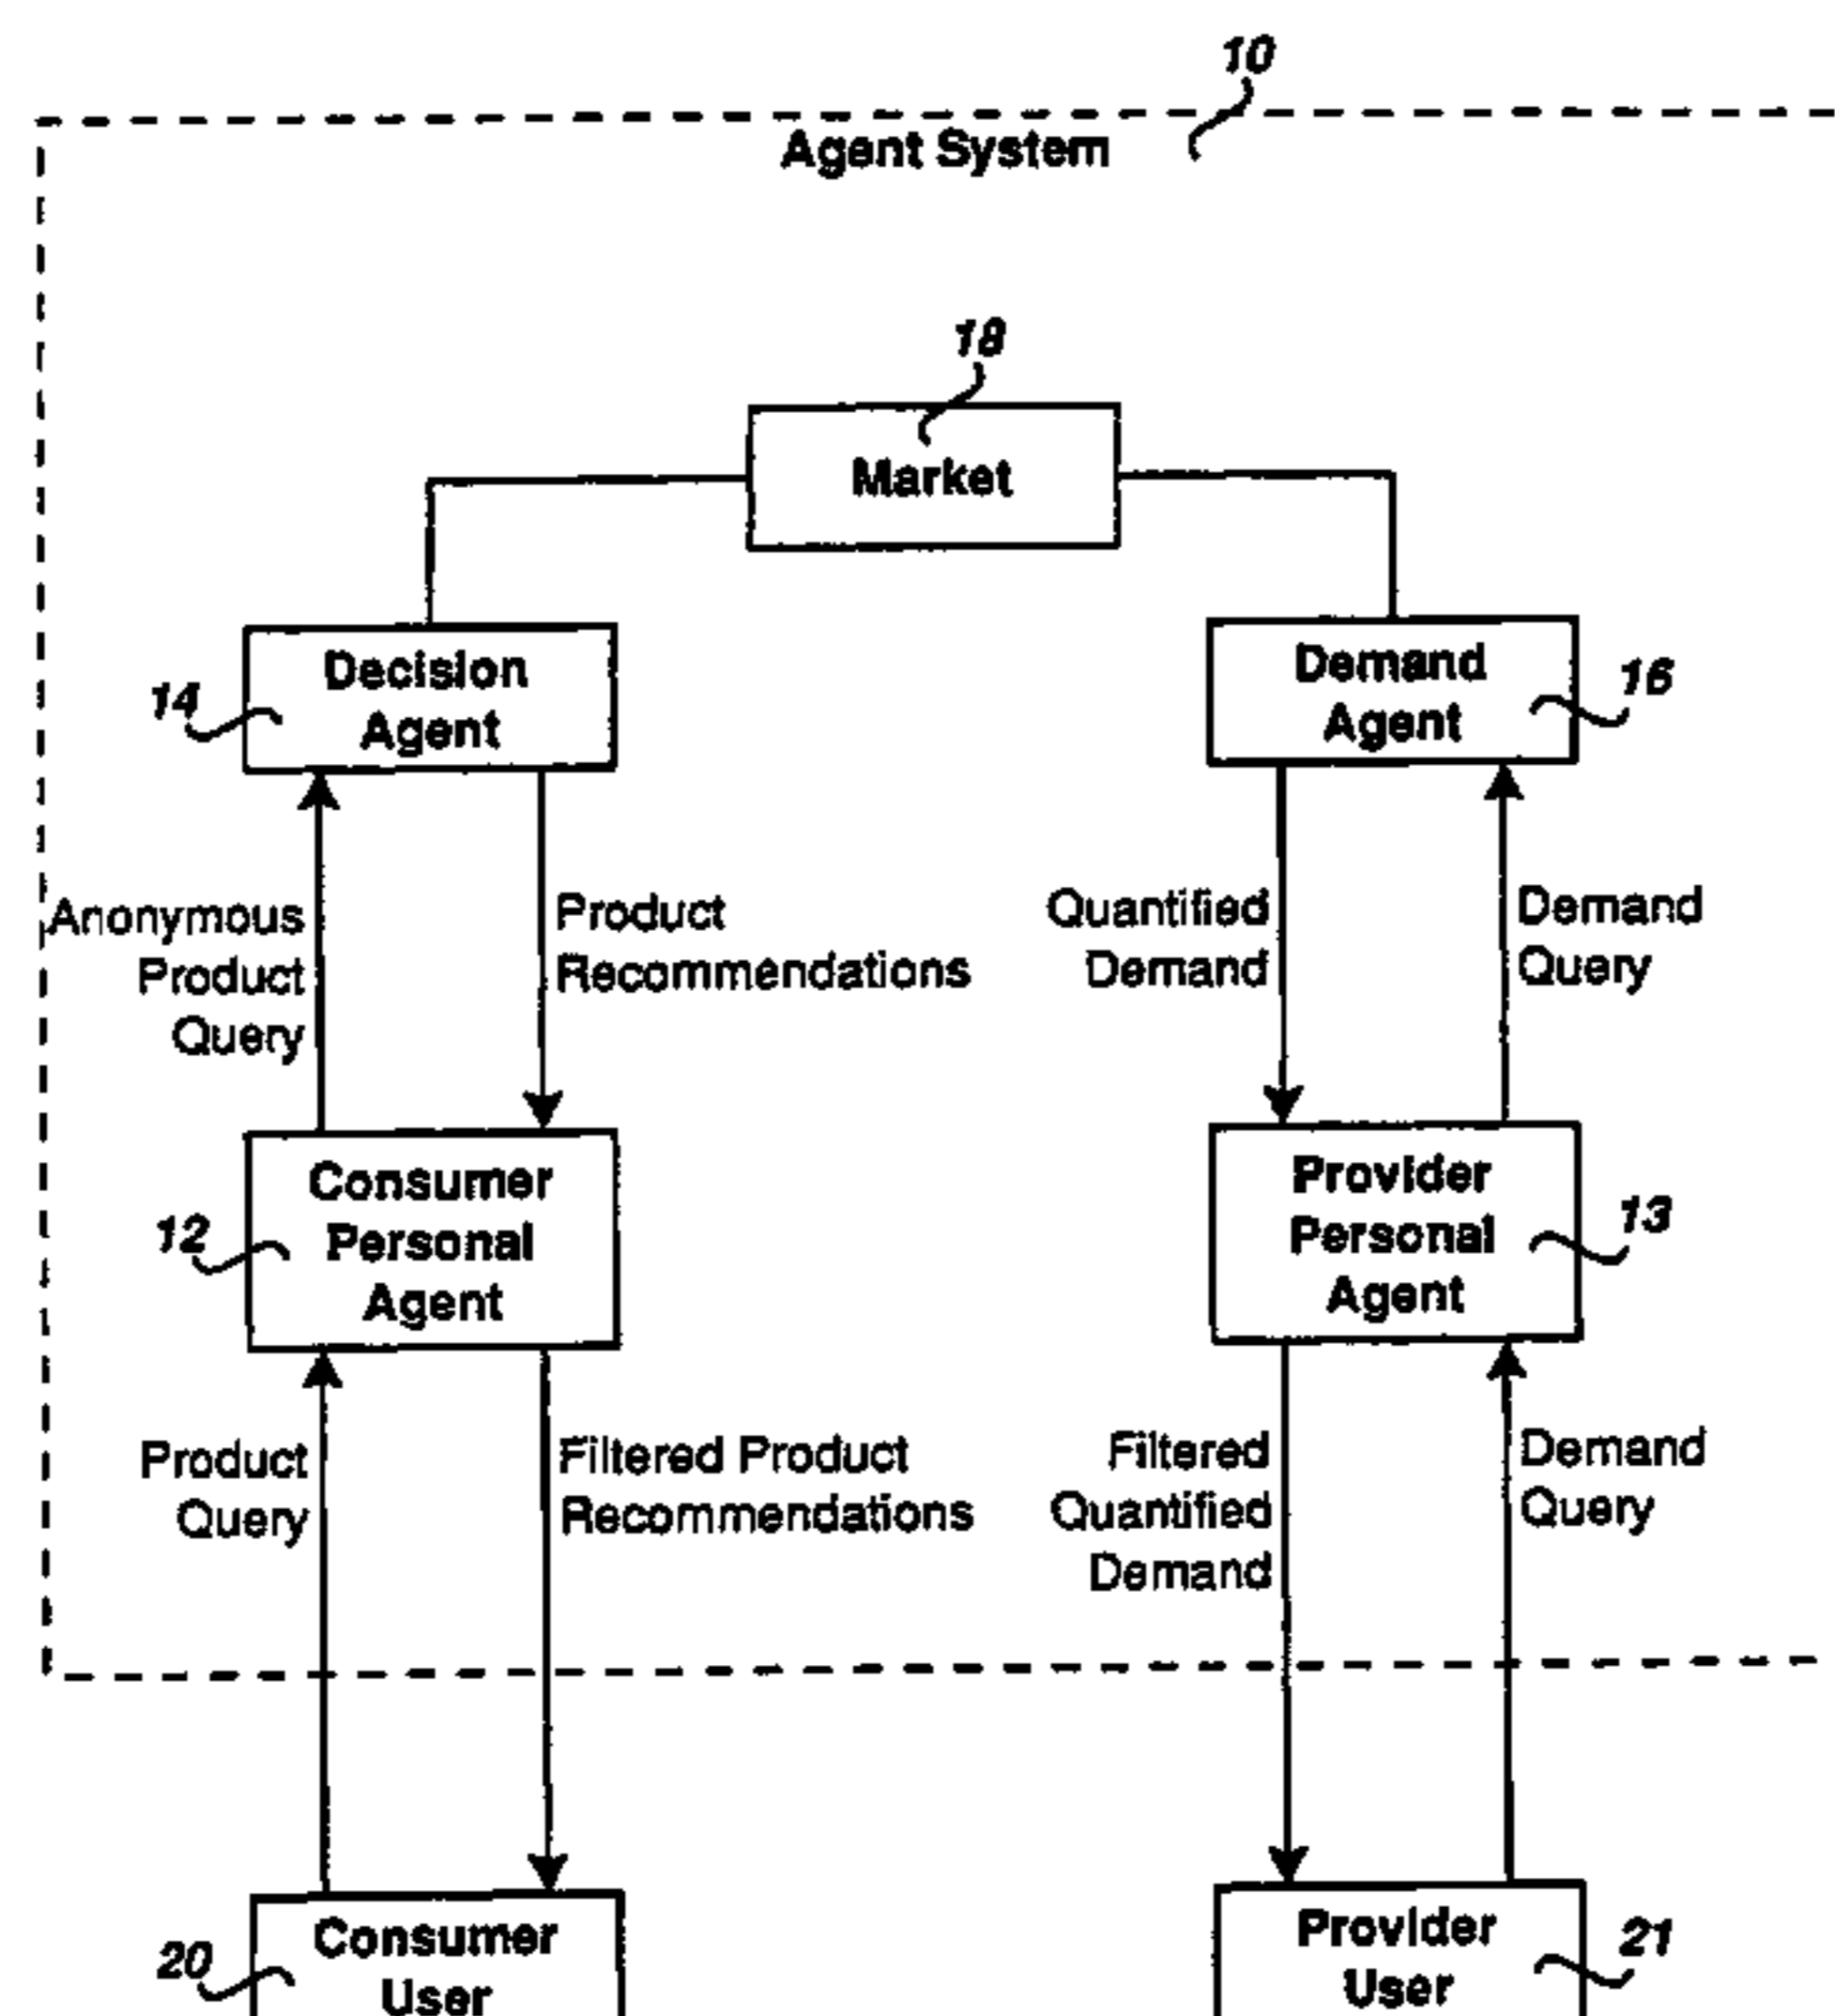 10
Agent System
18
Market
Decision
Agent
14
Demand
Agent
16
Anonymous
Product
Query
Product
Recommendations
Quantified
Demand
Demand
Query
Consumer
Personal
Agent
12
Provider
Personal
Agent
13
Product
Query
Filtered Product
Recommendations
Filtered
Quantified
Demand
Demand
Query
Consumer
User
20
Provider
User
21